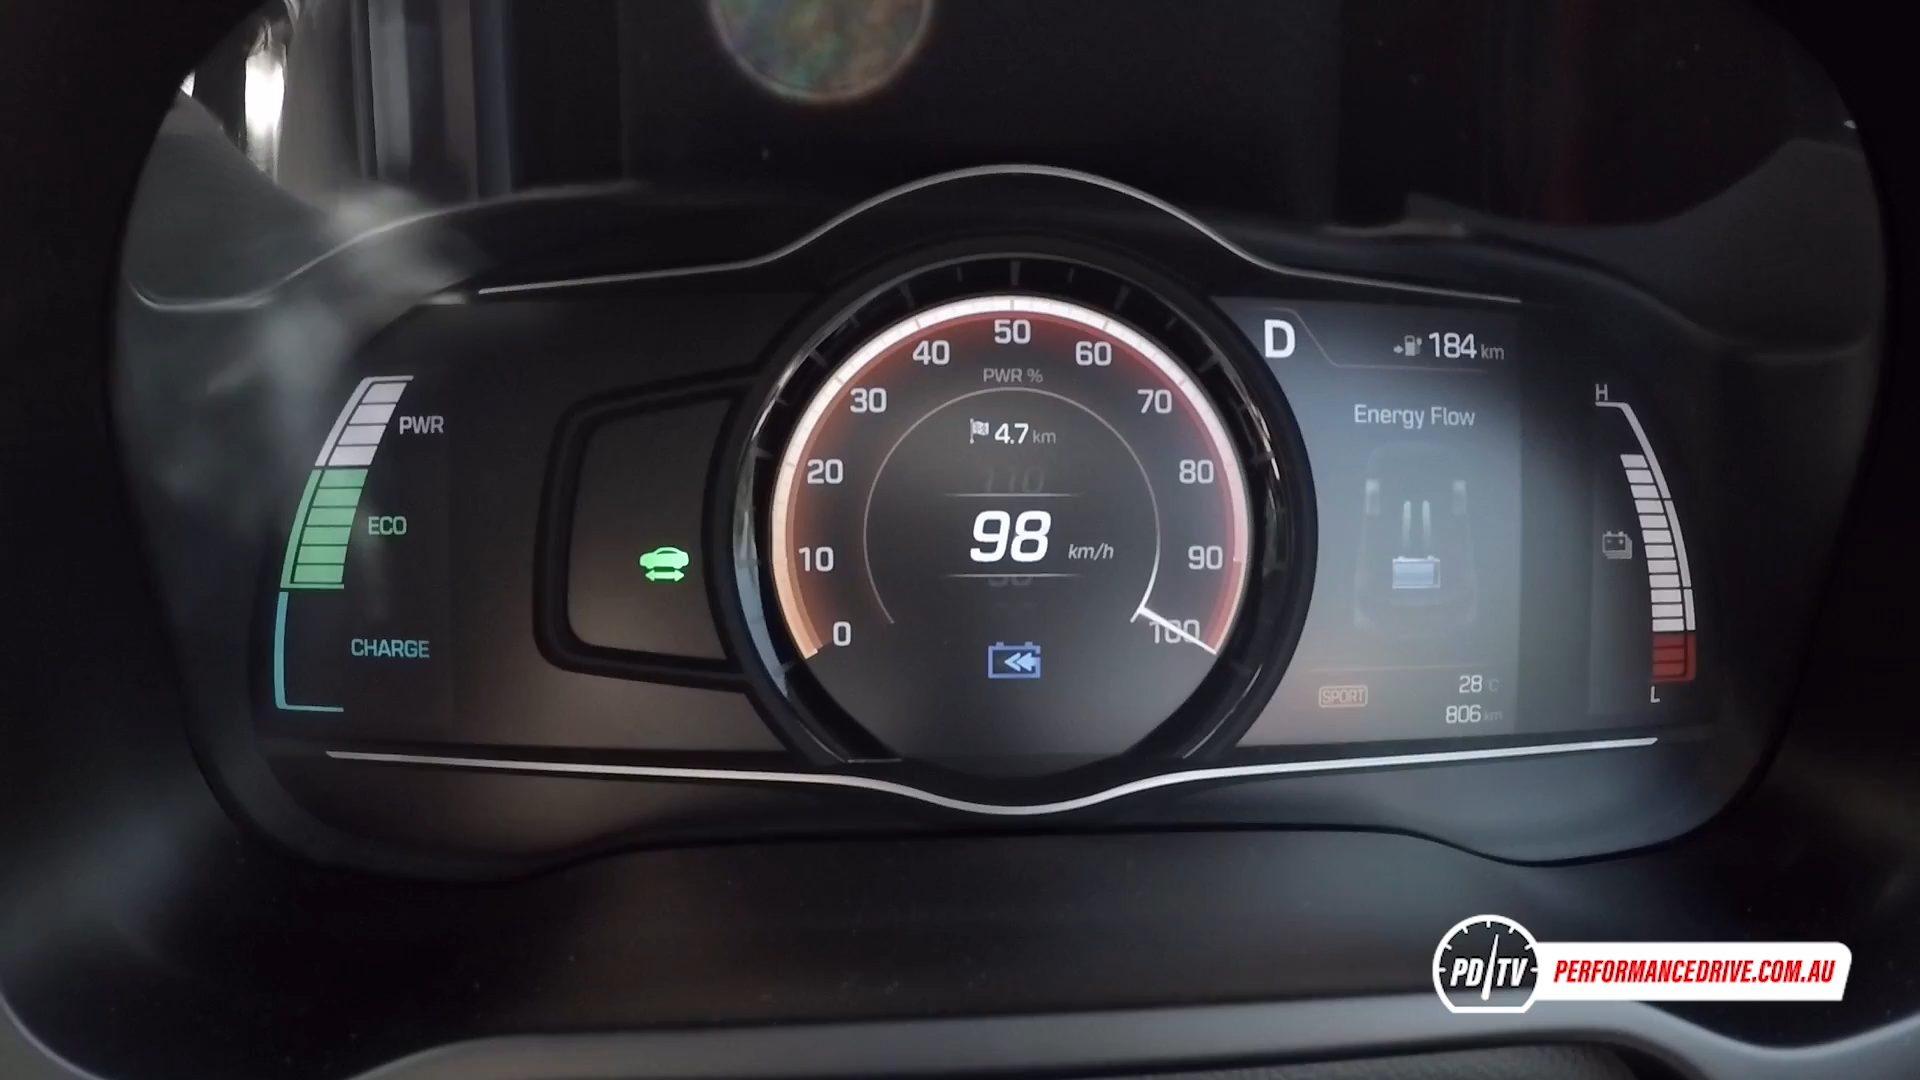 PWR
ECO
CHARGE
0
10
20
30
40
50
60
70
80
90
100
PWR %
4.7 km
110
98 km/h
D
184 km
Energy Flow
SPORT
28 °C
806 km
H
L
PD/TV
PERFORMANCEDRIVE.COM.AU